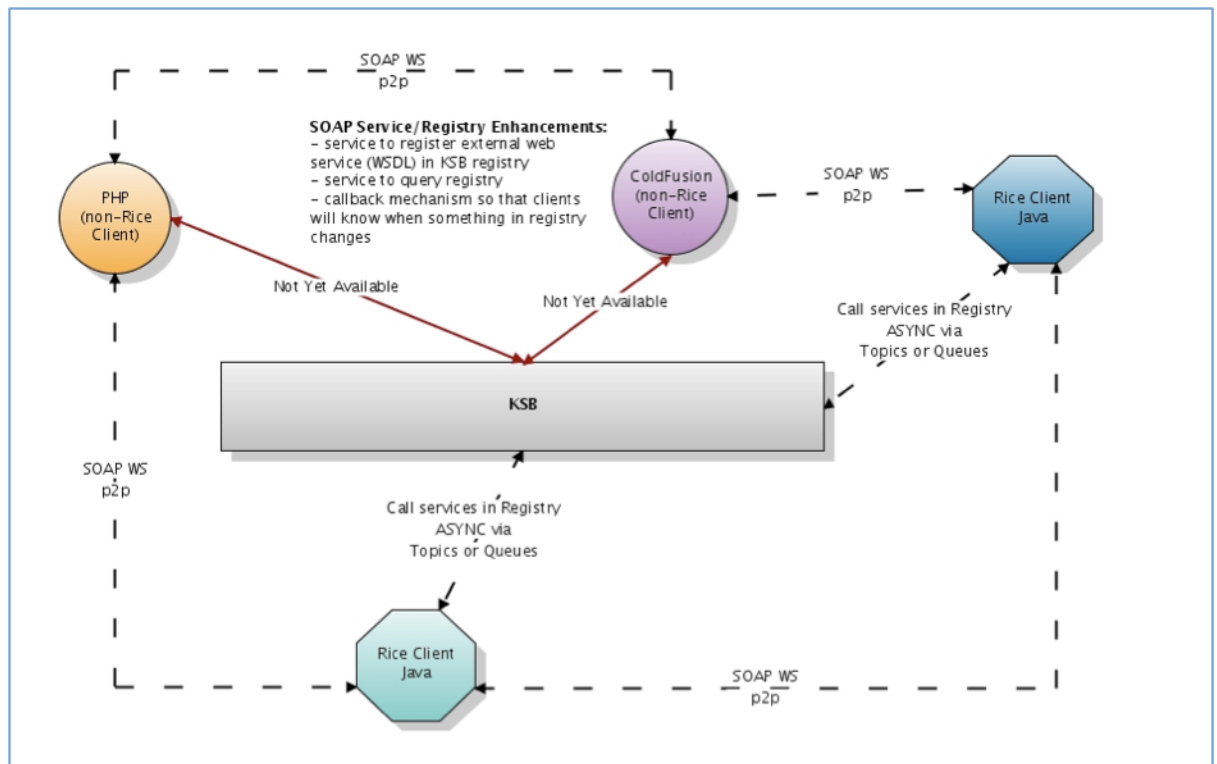 SOAP WS
p2p
SOAP Service/Registry Enhancements:
– service to register external web
service (WSDL) in KSB registry
– service to query registry
– callback mechanism so that clients
will know when something in registry
changes
PHP
(non–Rice
Client)
ColdFusion
(non–Rice
Client)
SOAP WS
p2p
Rice Client
Java
Not Yet Available
Not Yet Available
Call services in Registry
ASYNC via
Topics or Queues
KSB
SOAP WS
p2p
Call services in Registry
ASYNC via
Topics or Queues
Rice Client
Java
SOAP WS
p2p